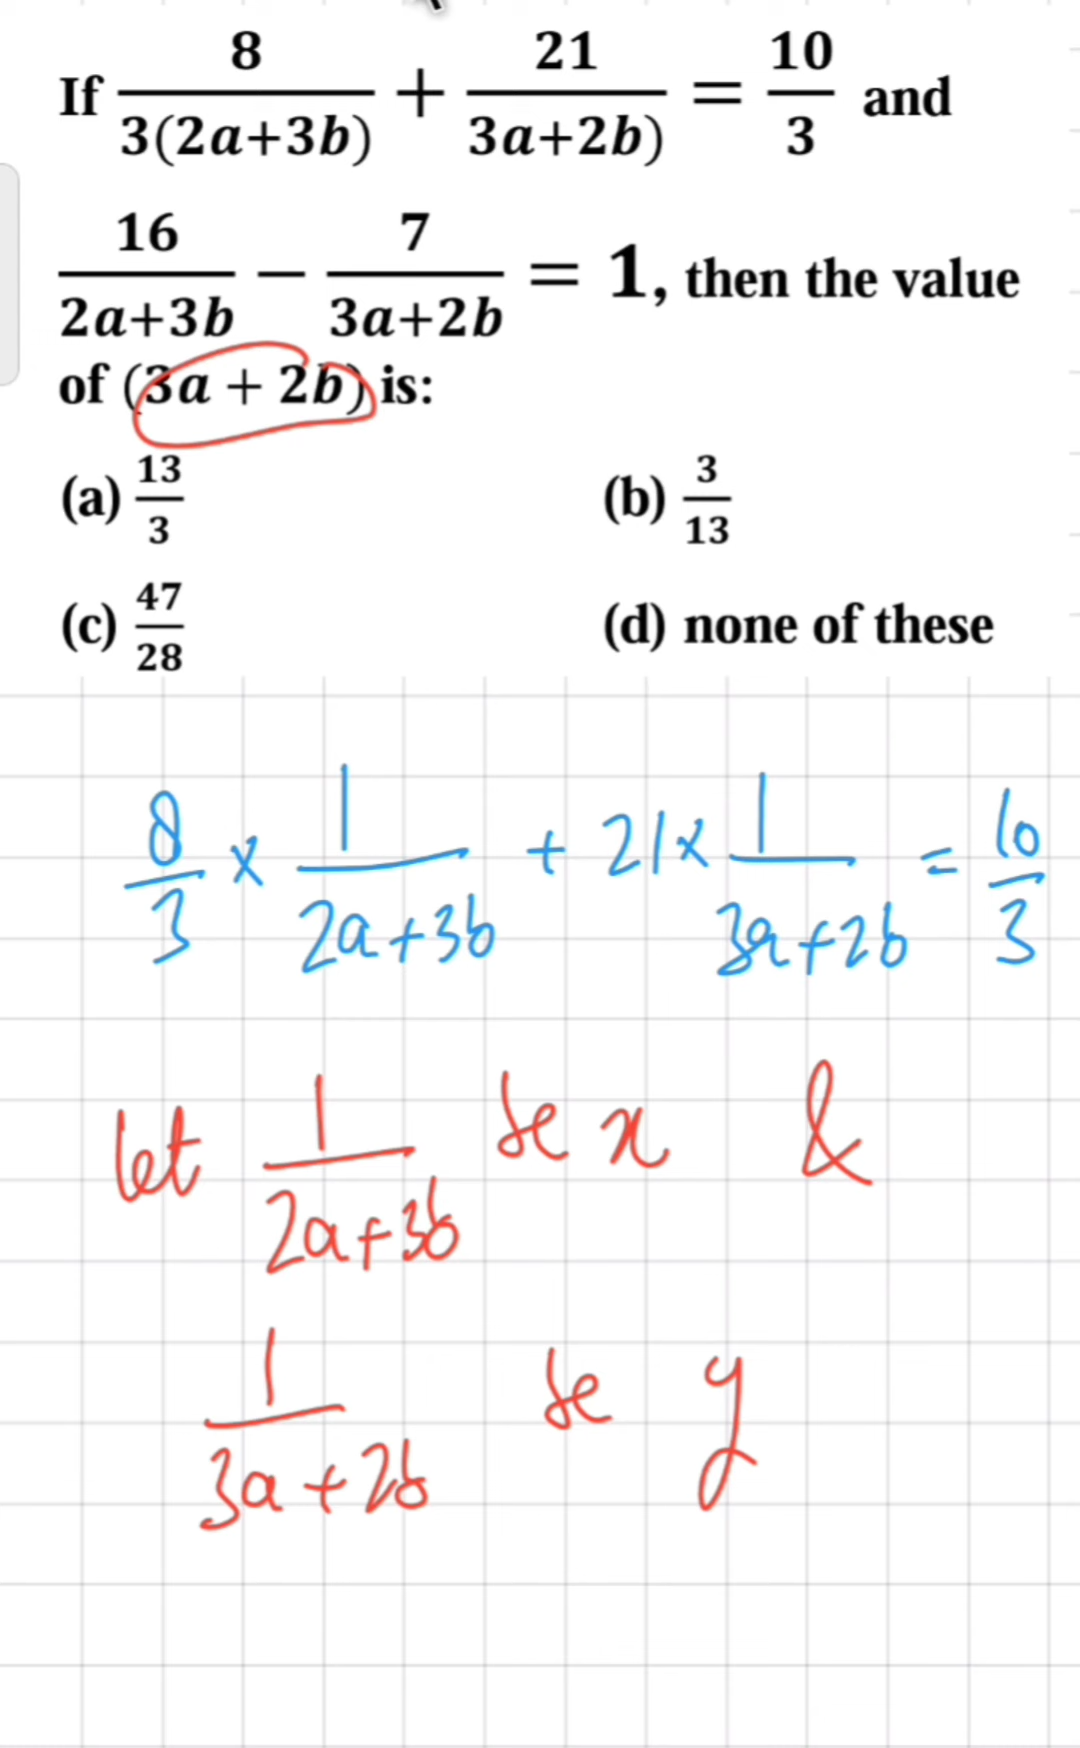 If 8/3(2a+3b) + 21/3a+2b) = 10/3 and
16/2a+3b − 7/3a+2b = 1, then the value
of (3a + 2b) is:
(a) 13/3 (b) 3/13
(c) 47/28 (d) none of these
8/3 × 1/2a+3b + 21× 1/3a+2b = 10/3
let 1/2a+3b be x &
1/3a+2b be y